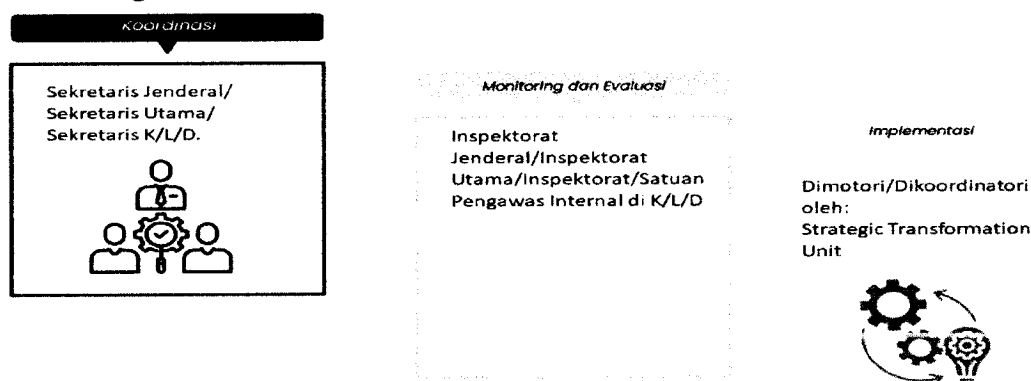 Koordinasi
Sekretaris Jenderal/
Sekretaris Utama/
Sekretaris K/L/D.
Monitoring dan Evaluasi
Inspektorat
Jenderal/Inspektorat
Utama/Inspektorat/Satuan
Pengawas Internal di K/L/D
Implementasi
Dimotori/Dikoordinatori
oleh:
Strategic Transformation
Unit